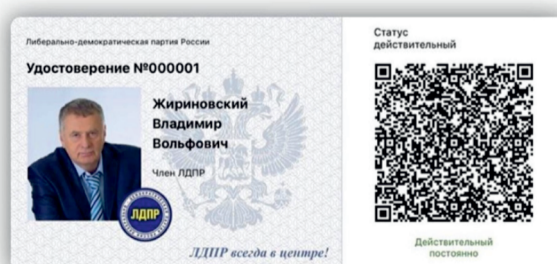 Либерально-демократическая партия России
Удостоверение №000001
Жириновский
Владимир
Вольфович
Член ЛДПР
ЛДПР
ЛДПР всегда в центре!
Статус
действительный
Действительный
постоянно